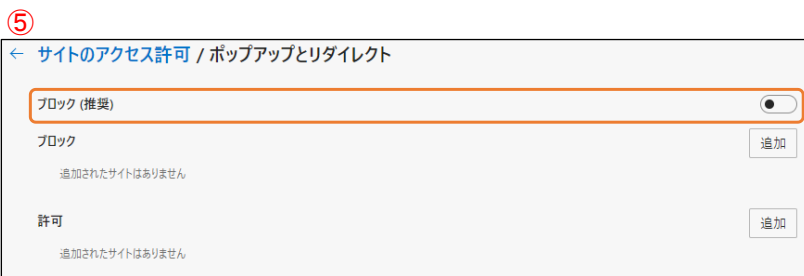 ⑤
← サイトのアクセス許可 / ポップアップとリダイレクト
ブロック (推奨)
ブロック 追加
追加されたサイトはありません
許可 追加
追加されたサイトはありません